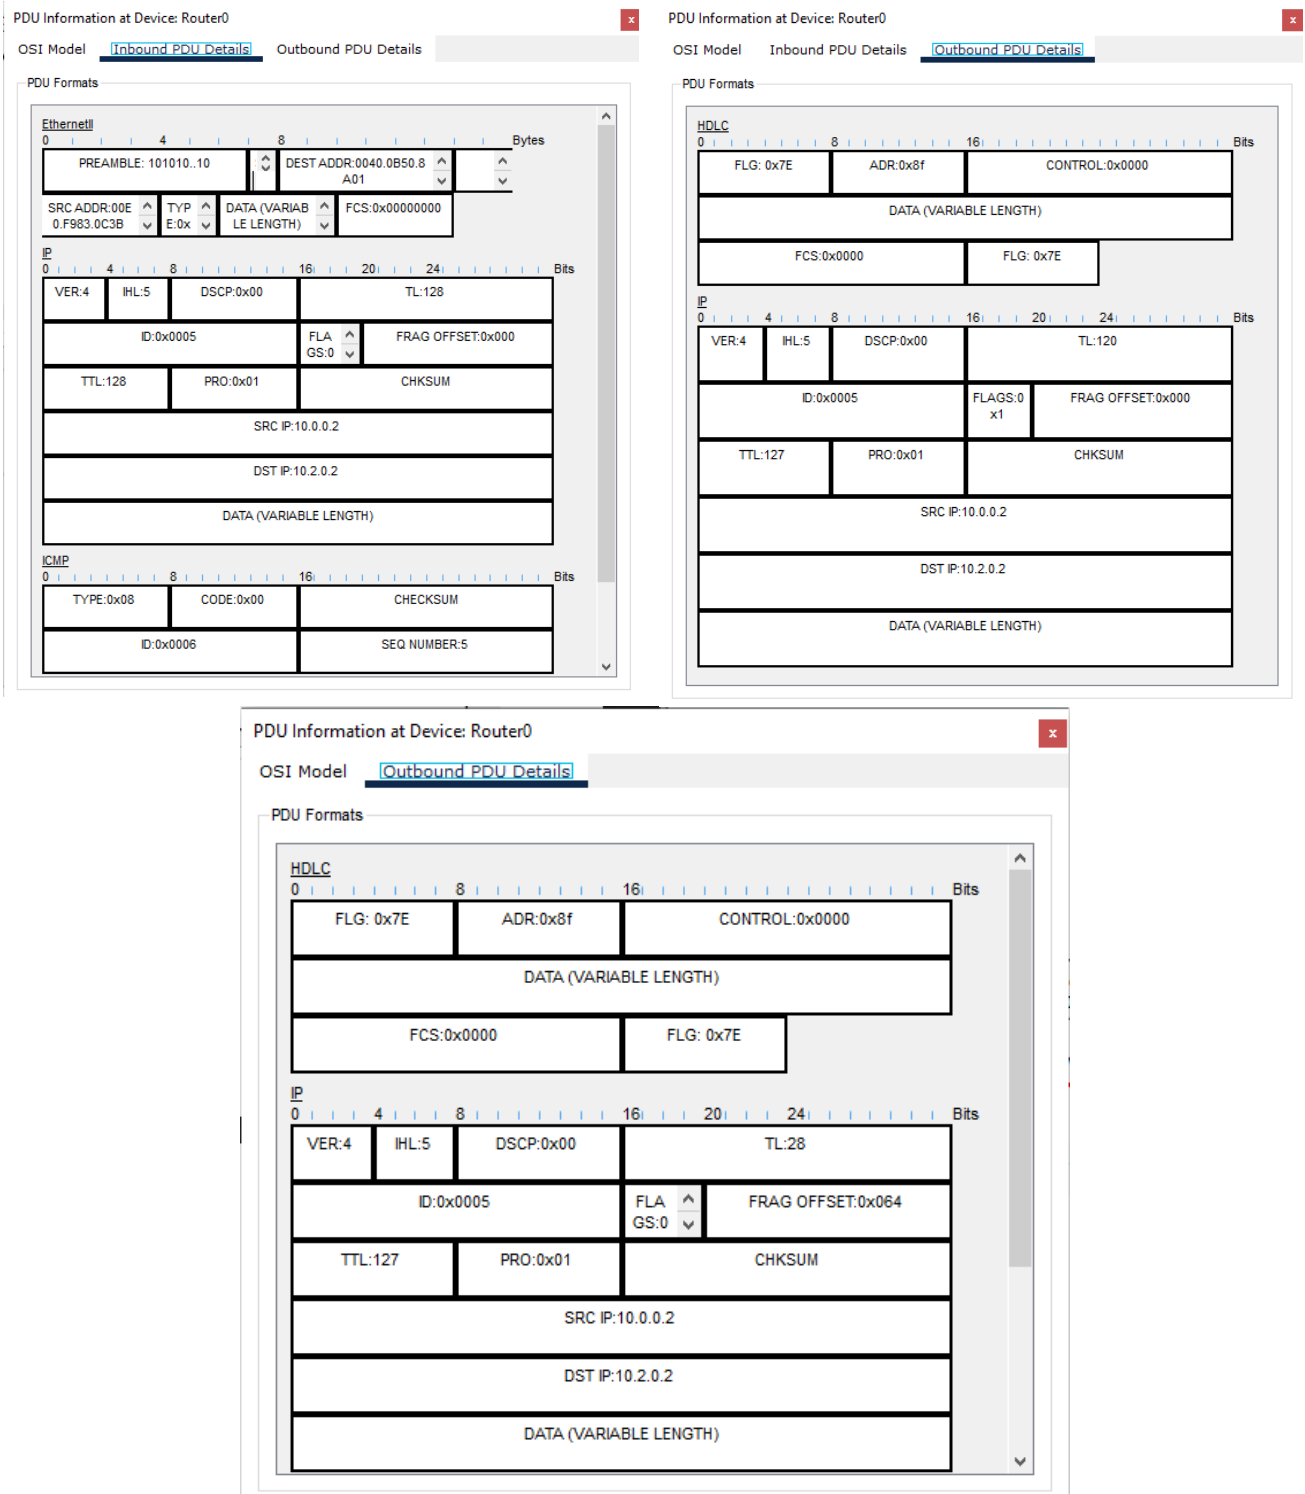 PDU Information at Device: Router0
x
OSI Model Inbound PDU Details Outbound PDU Details
PDU Formats
EthernetII
0 4 8 Bytes
PREAMBLE: 101010..10
DEST ADDR:0040.0B50.8
A01
SRC ADDR:00E
0.F983.0C3B
TYP
E:0x
DATA (VARIAB
LE LENGTH)
FCS:0x00000000
IP
0 4 8 16 20 24 Bits
VER:4 IHL:5 DSCP:0x00 TL:128
ID:0x0005
FLA
GS:0
FRAG OFFSET:0x000
TTL:128 PRO:0x01 CHKSUM
SRC IP:10.0.0.2
DST IP:10.2.0.2
DATA (VARIABLE LENGTH)
ICMP
0 8 16 Bits
TYPE:0x08 CODE:0x00 CHECKSUM
ID:0x0006 SEQ NUMBER:5
PDU Information at Device: Router0
x
OSI Model Inbound PDU Details Outbound PDU Details
PDU Formats
HDLC
0 8 16 Bits
FLG: 0x7E ADR:0x8f CONTROL:0x0000
DATA (VARIABLE LENGTH)
FCS:0x0000 FLG: 0x7E
IP
0 4 8 16 20 24 Bits
VER:4 IHL:5 DSCP:0x00 TL:120
ID:0x0005
FLAGS:0
x1
FRAG OFFSET:0x000
TTL:127 PRO:0x01 CHKSUM
SRC IP:10.0.0.2
DST IP:10.2.0.2
DATA (VARIABLE LENGTH)
PDU Information at Device: Router0
x
OSI Model Outbound PDU Details
PDU Formats
HDLC
0 8 16 Bits
FLG: 0x7E ADR:0x8f CONTROL:0x0000
DATA (VARIABLE LENGTH)
FCS:0x0000 FLG: 0x7E
IP
0 4 8 16 20 24 Bits
VER:4 IHL:5 DSCP:0x00 TL:28
ID:0x0005
FLA
GS:0
FRAG OFFSET:0x064
TTL:127 PRO:0x01 CHKSUM
SRC IP:10.0.0.2
DST IP:10.2.0.2
DATA (VARIABLE LENGTH)